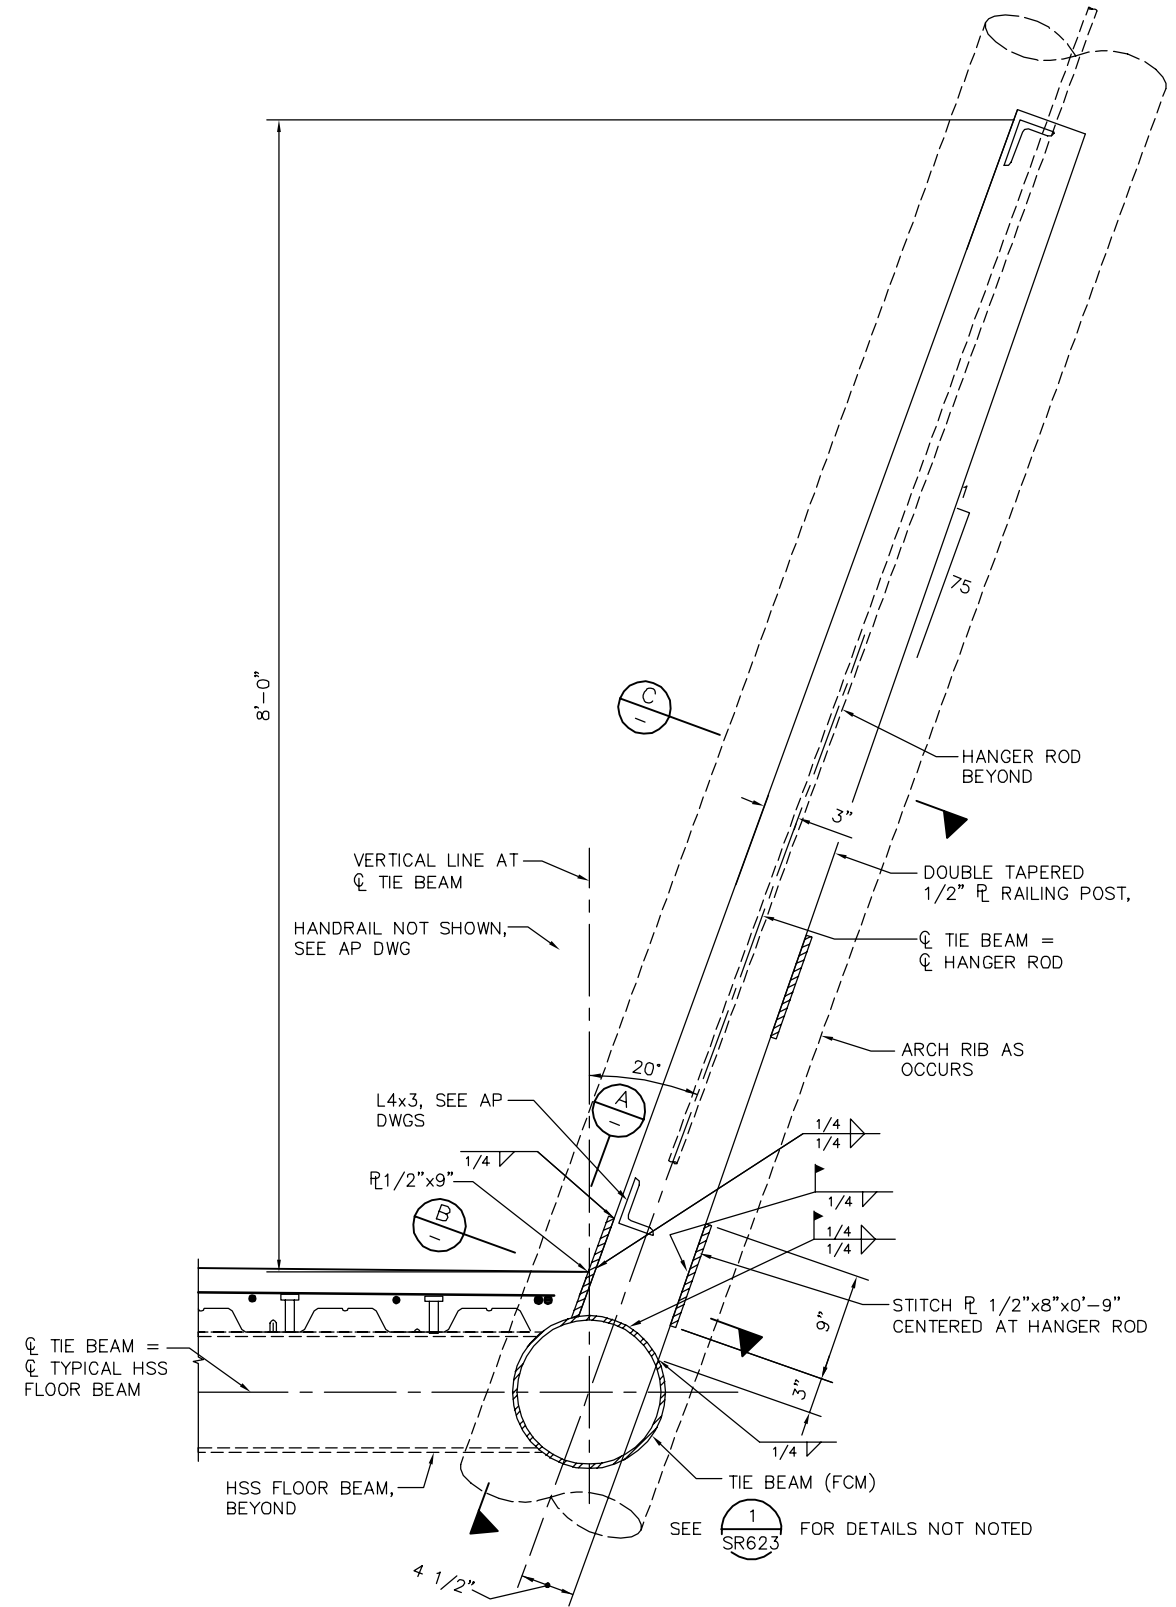 1
75
8'-0"
C
-
HANGER ROD
BEYOND
3"
VERTICAL LINE AT
℄ TIE BEAM
DOUBLE TAPERED
1/2" ⅊ RAILING POST,
HANDRAIL NOT SHOWN,
SEE AP DWG
℄ TIE BEAM =
℄ HANGER ROD
ARCH RIB AS
OCCURS
20°
L4x3, SEE AP
DWGS
A
-
1/4
1/4
1/4
⅊1/2"x9"
1/4
B
-
1/4
1/4
STITCH ⅊ 1/2"x8"x0'-9"
CENTERED AT HANGER ROD
9"
℄ TIE BEAM =
℄ TYPICAL HSS
FLOOR BEAM
3"
1/4
HSS FLOOR BEAM,
BEYOND
TIE BEAM (FCM)
SEE 1 FOR DETAILS NOT NOTED
SR623
4 1/2"